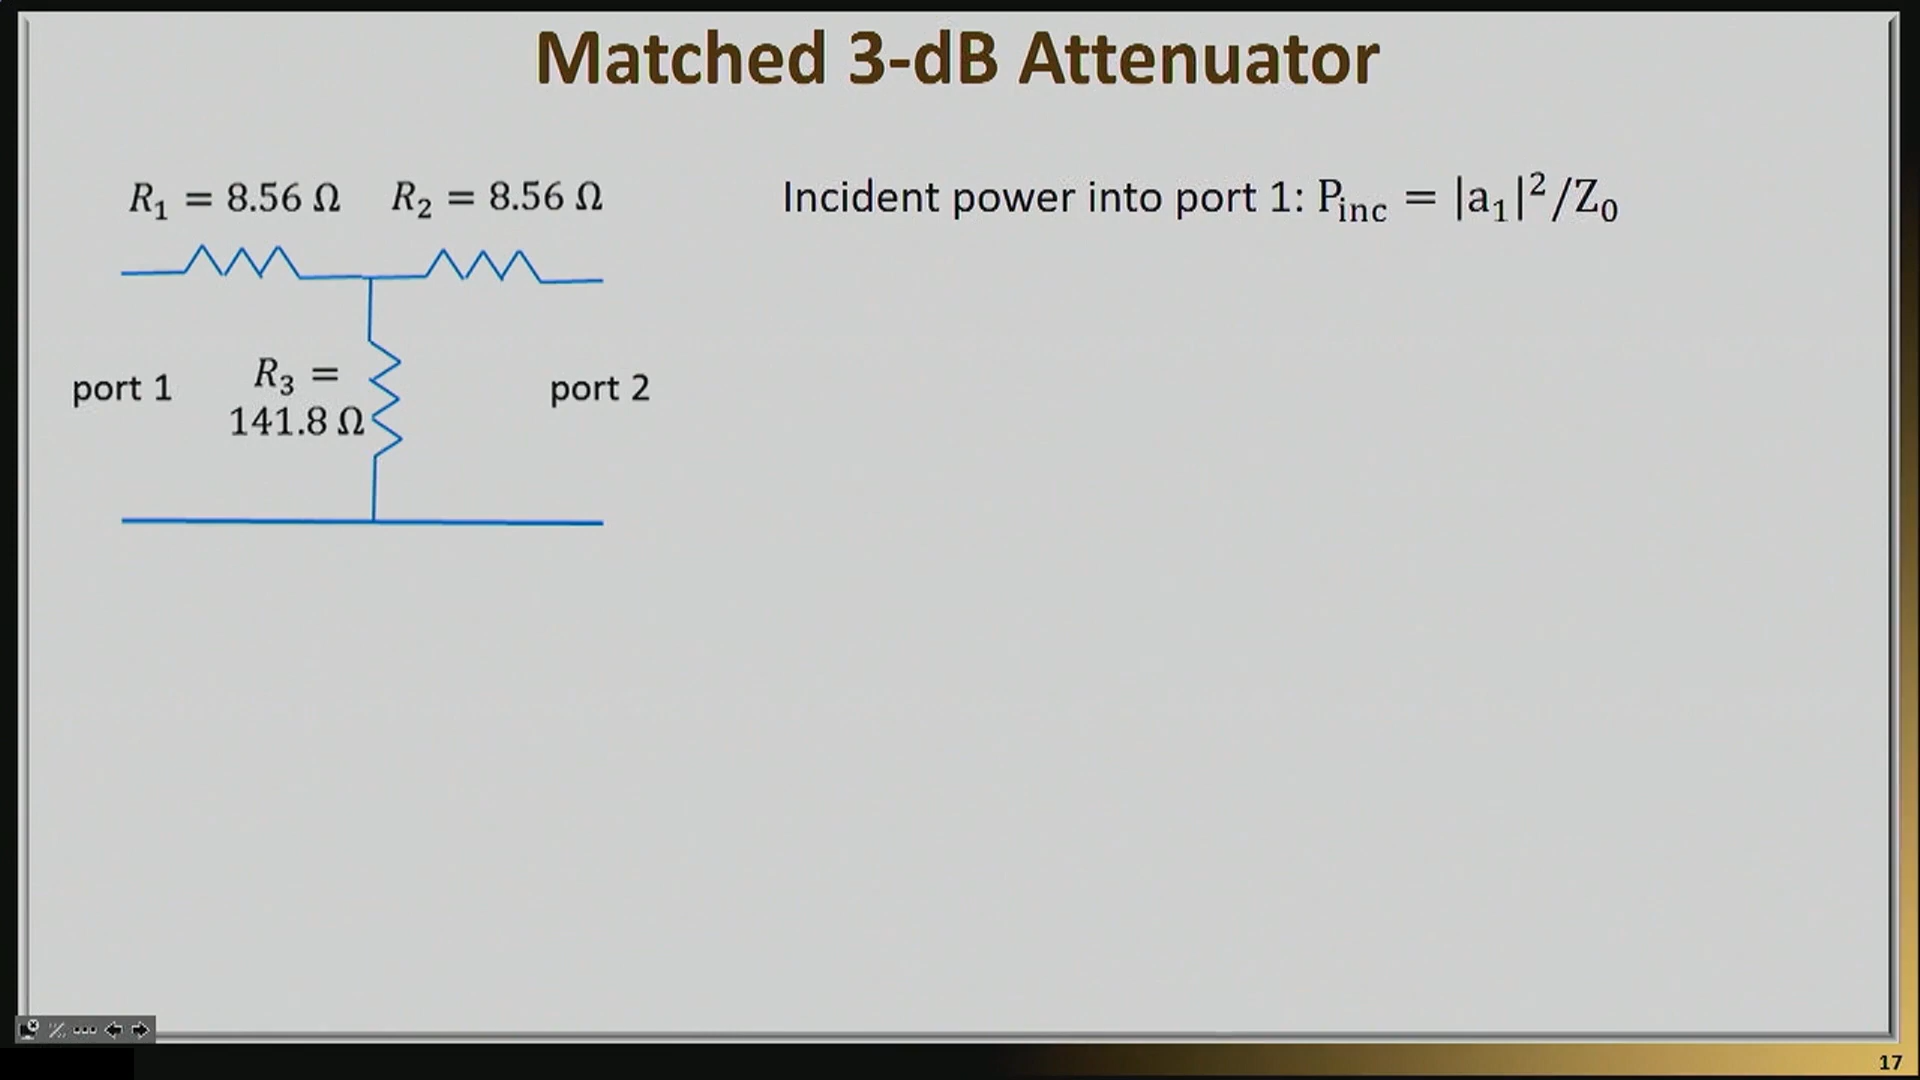 Matched 3-dB Attenuator
R₁ = 8.56 Ω R₂ = 8.56 Ω
Incident power into port 1: P_inc = |a₁|²/Z₀
port 1
R₃ =
141.8 Ω
port 2
17